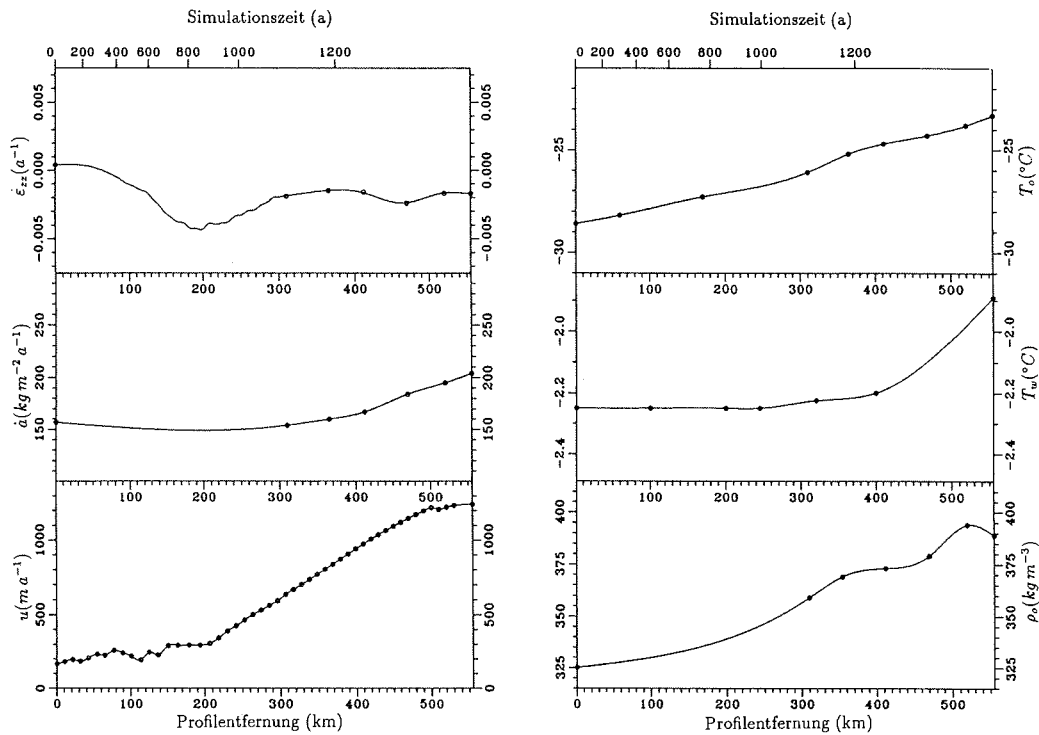 Simulationszeit (a)
0 200 400 600 800 1000 1200
0.005 0.000 −0.005
ε̇zz(a⁻¹)
0.005 0.000 −0.005
100 200 300 400 500
250 200 150
ȧ(kg m⁻² a⁻¹)
250 200 150
0 100 200 300 400 500
1000 500 0
u(m a⁻¹)
1000 500 0
0 100 200 300 400 500
Profilentfernung (km)
Simulationszeit (a)
0 200 400 600 800 1000 1200
−25 −30
−25 −30
T₀(°C)
100 200 300 400 500
−2.0 −2.2 −2.4
−2.0 −2.2 −2.4
Tw(°C)
0 100 200 300 400 500
400 375 350 325
400 375 350 325
ρ₀(kg m⁻³)
0 100 200 300 400 500
Profilentfernung (km)